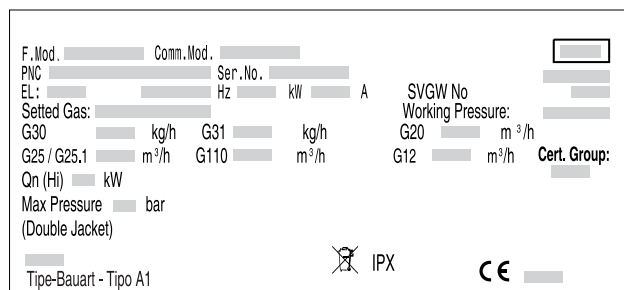 F.Mod. Comm.Mod.
PNC Ser.No.
EL: Hz kW A SVGW No
Setted Gas: Working Pressure:
G30 kg/h G31 kg/h G20 m³/h
G25 / G25.1 m³/h G110 m³/h G12 m³/h Cert. Group:
Qn (Hi) kW
Max Pressure bar
(Double Jacket)
IPX CE
Tipe-Bauart - Tipo A1